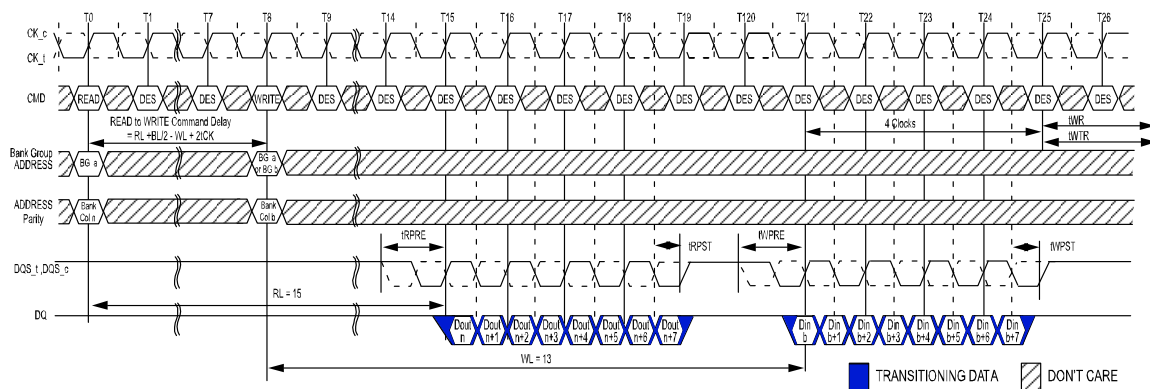 T0 T1 T7 T8 T9 T14 T15 T16 T17 T18 T19 T120 T21 T22 T23 T24 T25 T26
CK_c
CK_t
CMD READ DES DES WRITE DES DES DES DES DES DES DES DES DES DES DES DES DES DES
READ to WRITE Command Delay
= RL +BL/2 - WL + 2tCK
4 Clocks
tWR
tWTR
Bank Group
ADDRESS
BG a
BG a
or BG b
ADDRESS
Parity
Bank
Col n
Bank
Col b
tRPRE tRPST tWPRE tWPST
DQS_t ,DQS_c
RL = 15
DQ
Dout
n
Dout
n+1
Dout
n+2
Dout
n+3
Dout
n+4
Dout
n+5
Dout
n+6
Dout
n+7
Din
b
Din
b+1
Din
b+2
Din
b+3
Din
b+4
Din
b+5
Din
b+6
Din
b+7
WL = 13
TRANSITIONING DATA
DON'T CARE